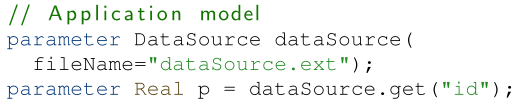 // Application model
parameter DataSource dataSource(
  fileName="dataSource.ext");
parameter Real p = dataSource.get("id");